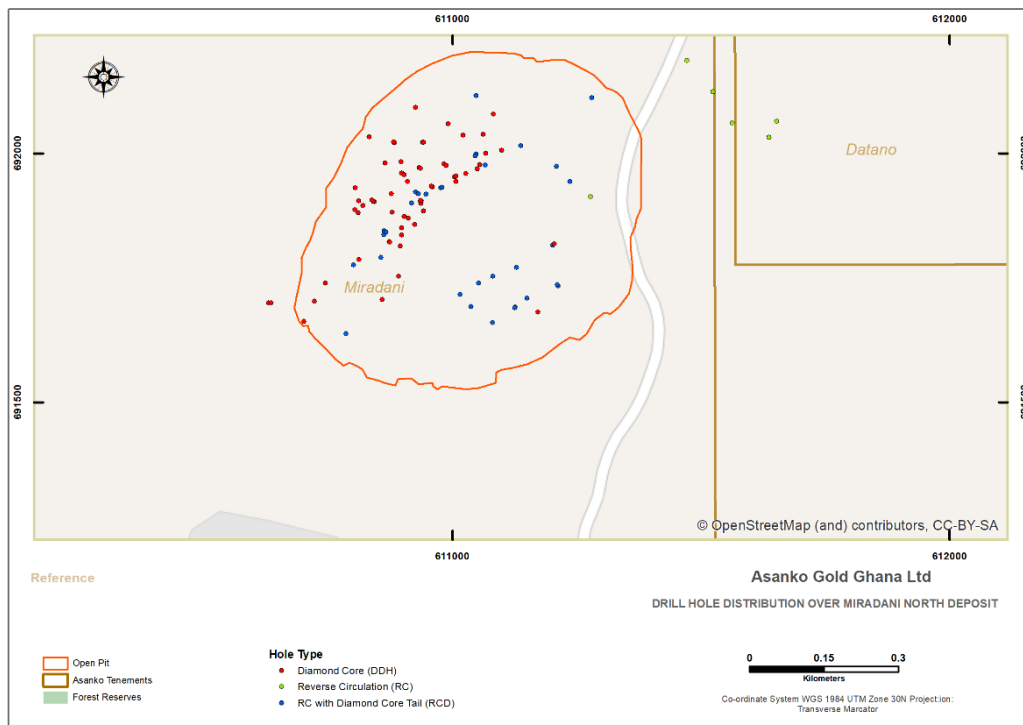 611000
612000
692000
692000
Datano
Miradani
691500
691500
© OpenStreetMap (and) contributors, CC-BY-SA
611000
612000
Reference
Asanko Gold Ghana Ltd
DRILL HOLE DISTRIBUTION OVER MIRADANI NORTH DEPOSIT
Hole Type
Open Pit
Diamond Core (DDH)
0
0.15
0.3
Asanko Tenements
Reverse Circulation (RC)
Kilometers
Forest Reserves
RC with Diamond Core Tail (RCD)
Co-ordinate System WGS 1984 UTM Zone 30N Projection:
Transverse Marcator